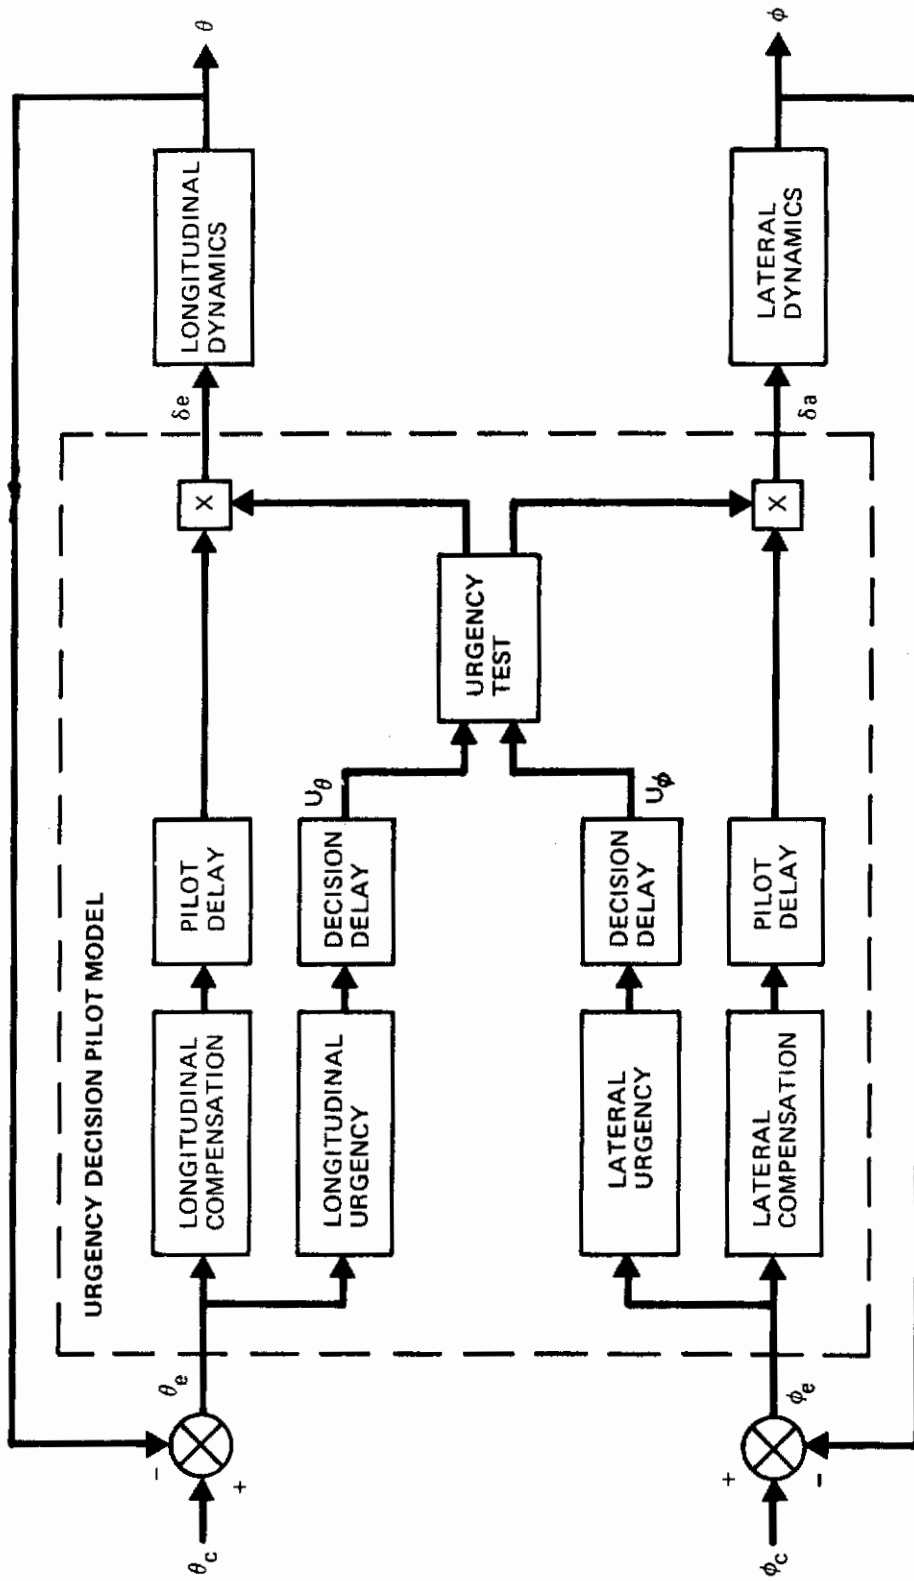 URGENCY DECISION PILOT MODEL
θc
+
-
θe
LONGITUDINAL
COMPENSATION
PILOT
DELAY
X
δe
LONGITUDINAL
DYNAMICS
θ
LONGITUDINAL
URGENCY
DECISION
DELAY
Uθ
URGENCY
TEST
LATERAL
URGENCY
DECISION
DELAY
Uϕ
ϕc
+
-
ϕe
LATERAL
COMPENSATION
PILOT
DELAY
X
δa
LATERAL
DYNAMICS
ϕ